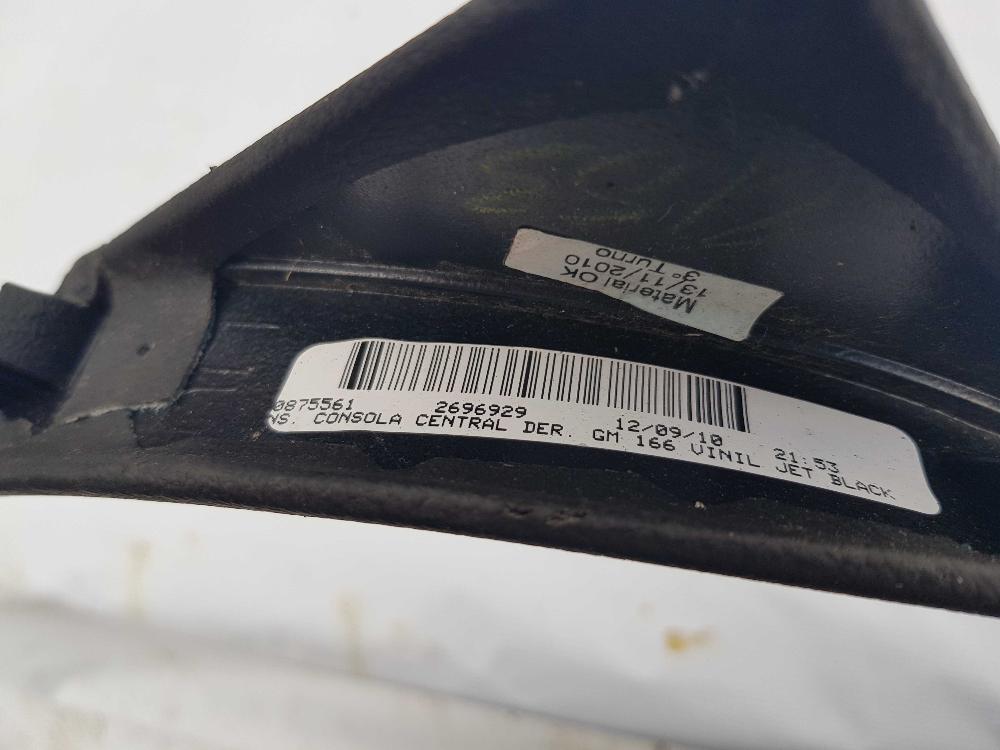 Material OK
13/11/2010
3º Turno
0875561 2696929 12/09/10 21:53
NS. CONSOLA CENTRAL DER. GM 166 VINIL JET BLACK